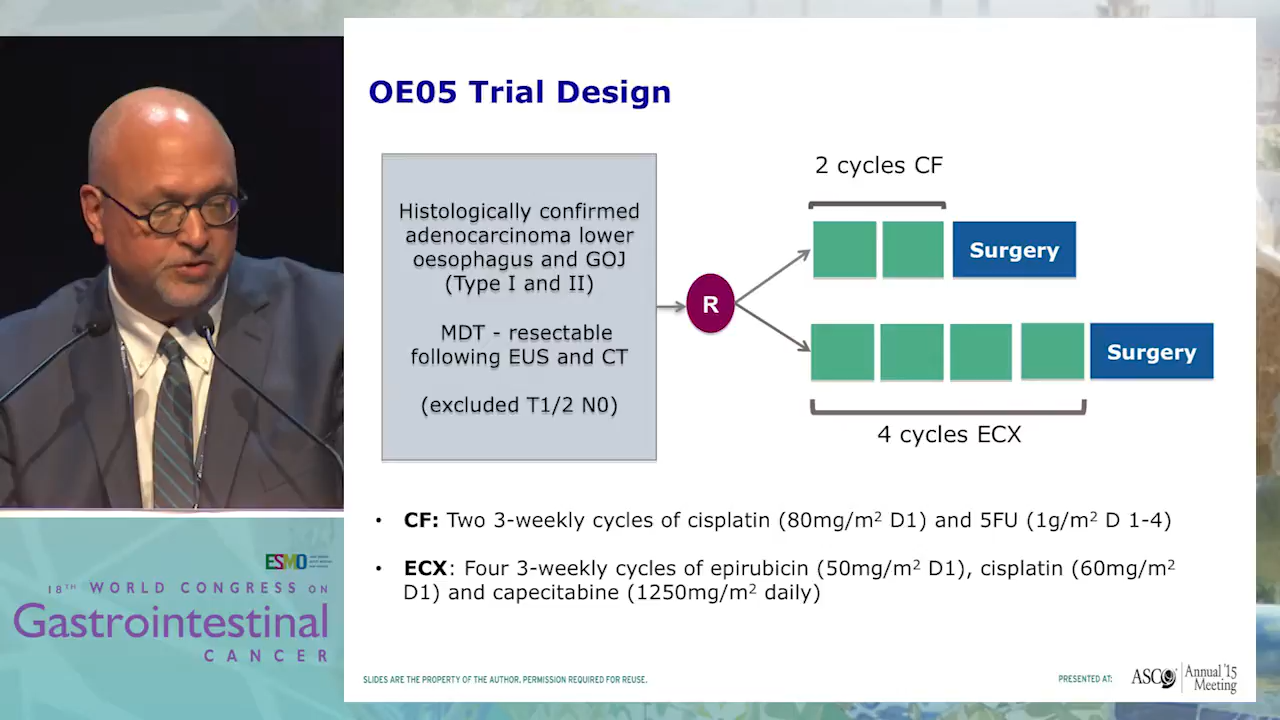 OE05 Trial Design
Histologically confirmed
adenocarcinoma lower
oesophagus and GOJ
(Type I and II)
MDT - resectable
following EUS and CT
(excluded T1/2 N0)
R
2 cycles CF
Surgery
Surgery
4 cycles ECX
• CF: Two 3-weekly cycles of cisplatin (80mg/m² D1) and 5FU (1g/m² D 1-4)
• ECX: Four 3-weekly cycles of epirubicin (50mg/m² D1), cisplatin (60mg/m²
D1) and capecitabine (1250mg/m² daily)
SLIDES ARE THE PROPERTY OF THE AUTHOR. PERMISSION REQUIRED FOR REUSE.
PRESENTED AT:
ASCO
Annual '15
Meeting
ESMO
18TH WORLD CONGRESS ON
Gastrointestinal
CANCER